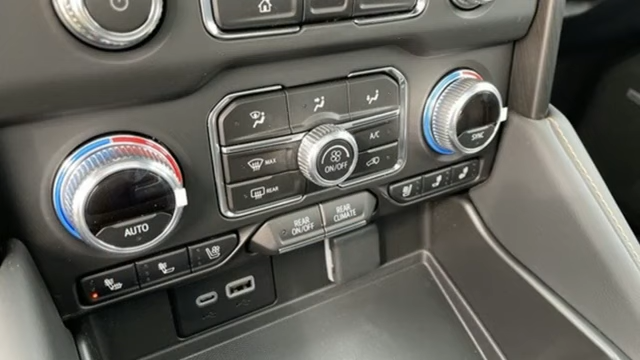 MAX
A/C
REAR
ON/OFF
SYNC
AUTO
REAR
ON/OFF
REAR
CLIMATE